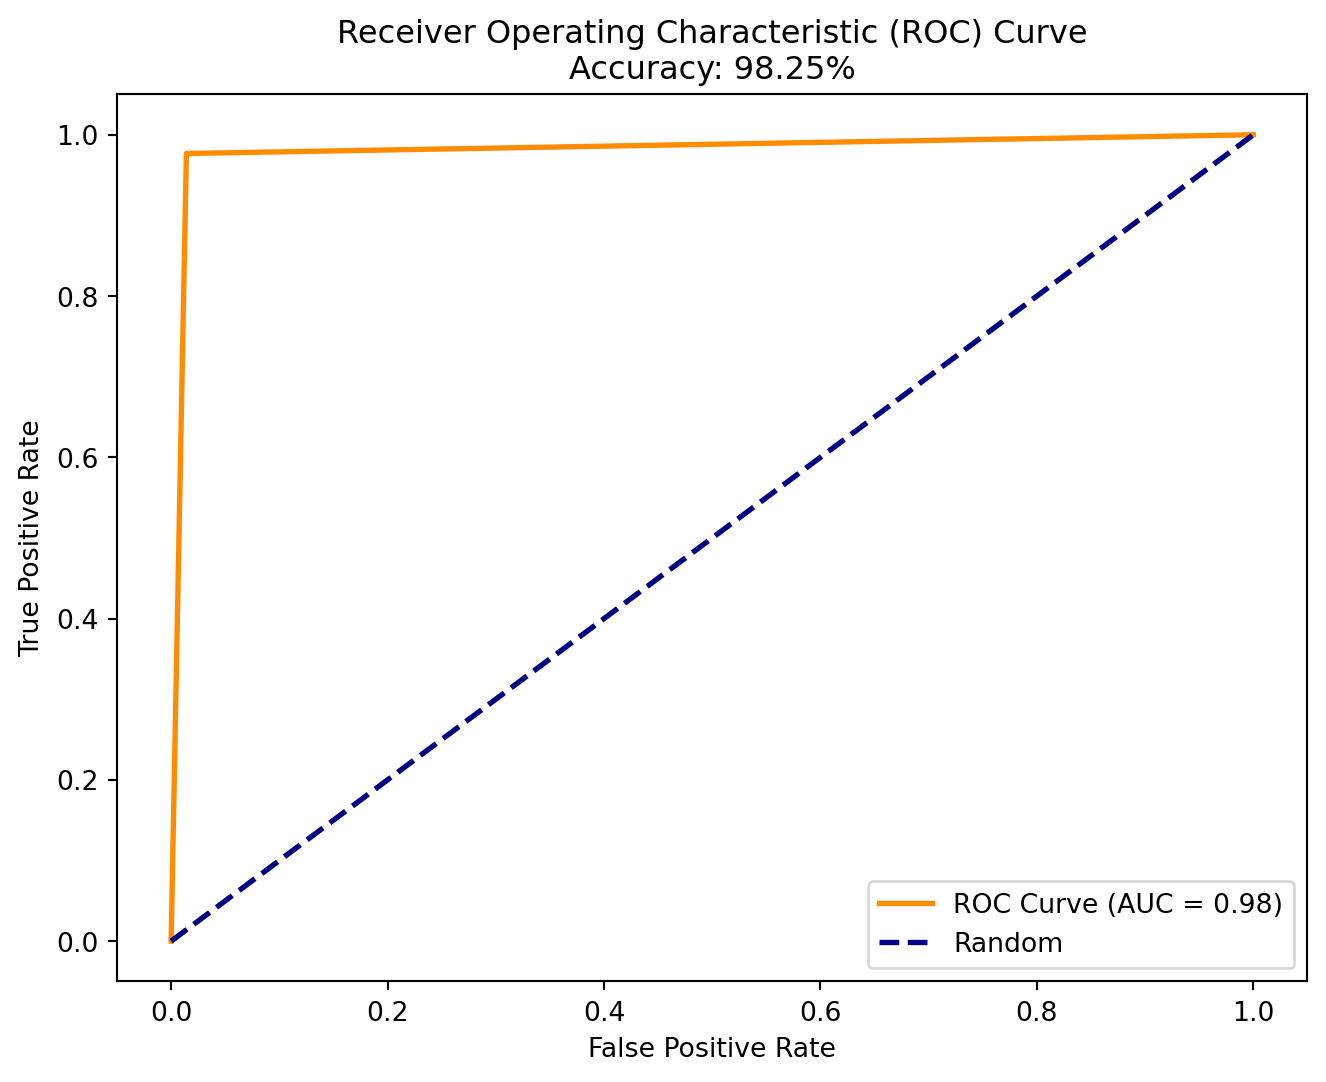 Receiver Operating Characteristic (ROC) Curve
Accuracy: 98.25%
1.0
0.8
0.6
0.4
0.2
0.0
True Positive Rate
ROC Curve (AUC = 0.98)
Random
0.0 0.2 0.4 0.6 0.8 1.0
False Positive Rate